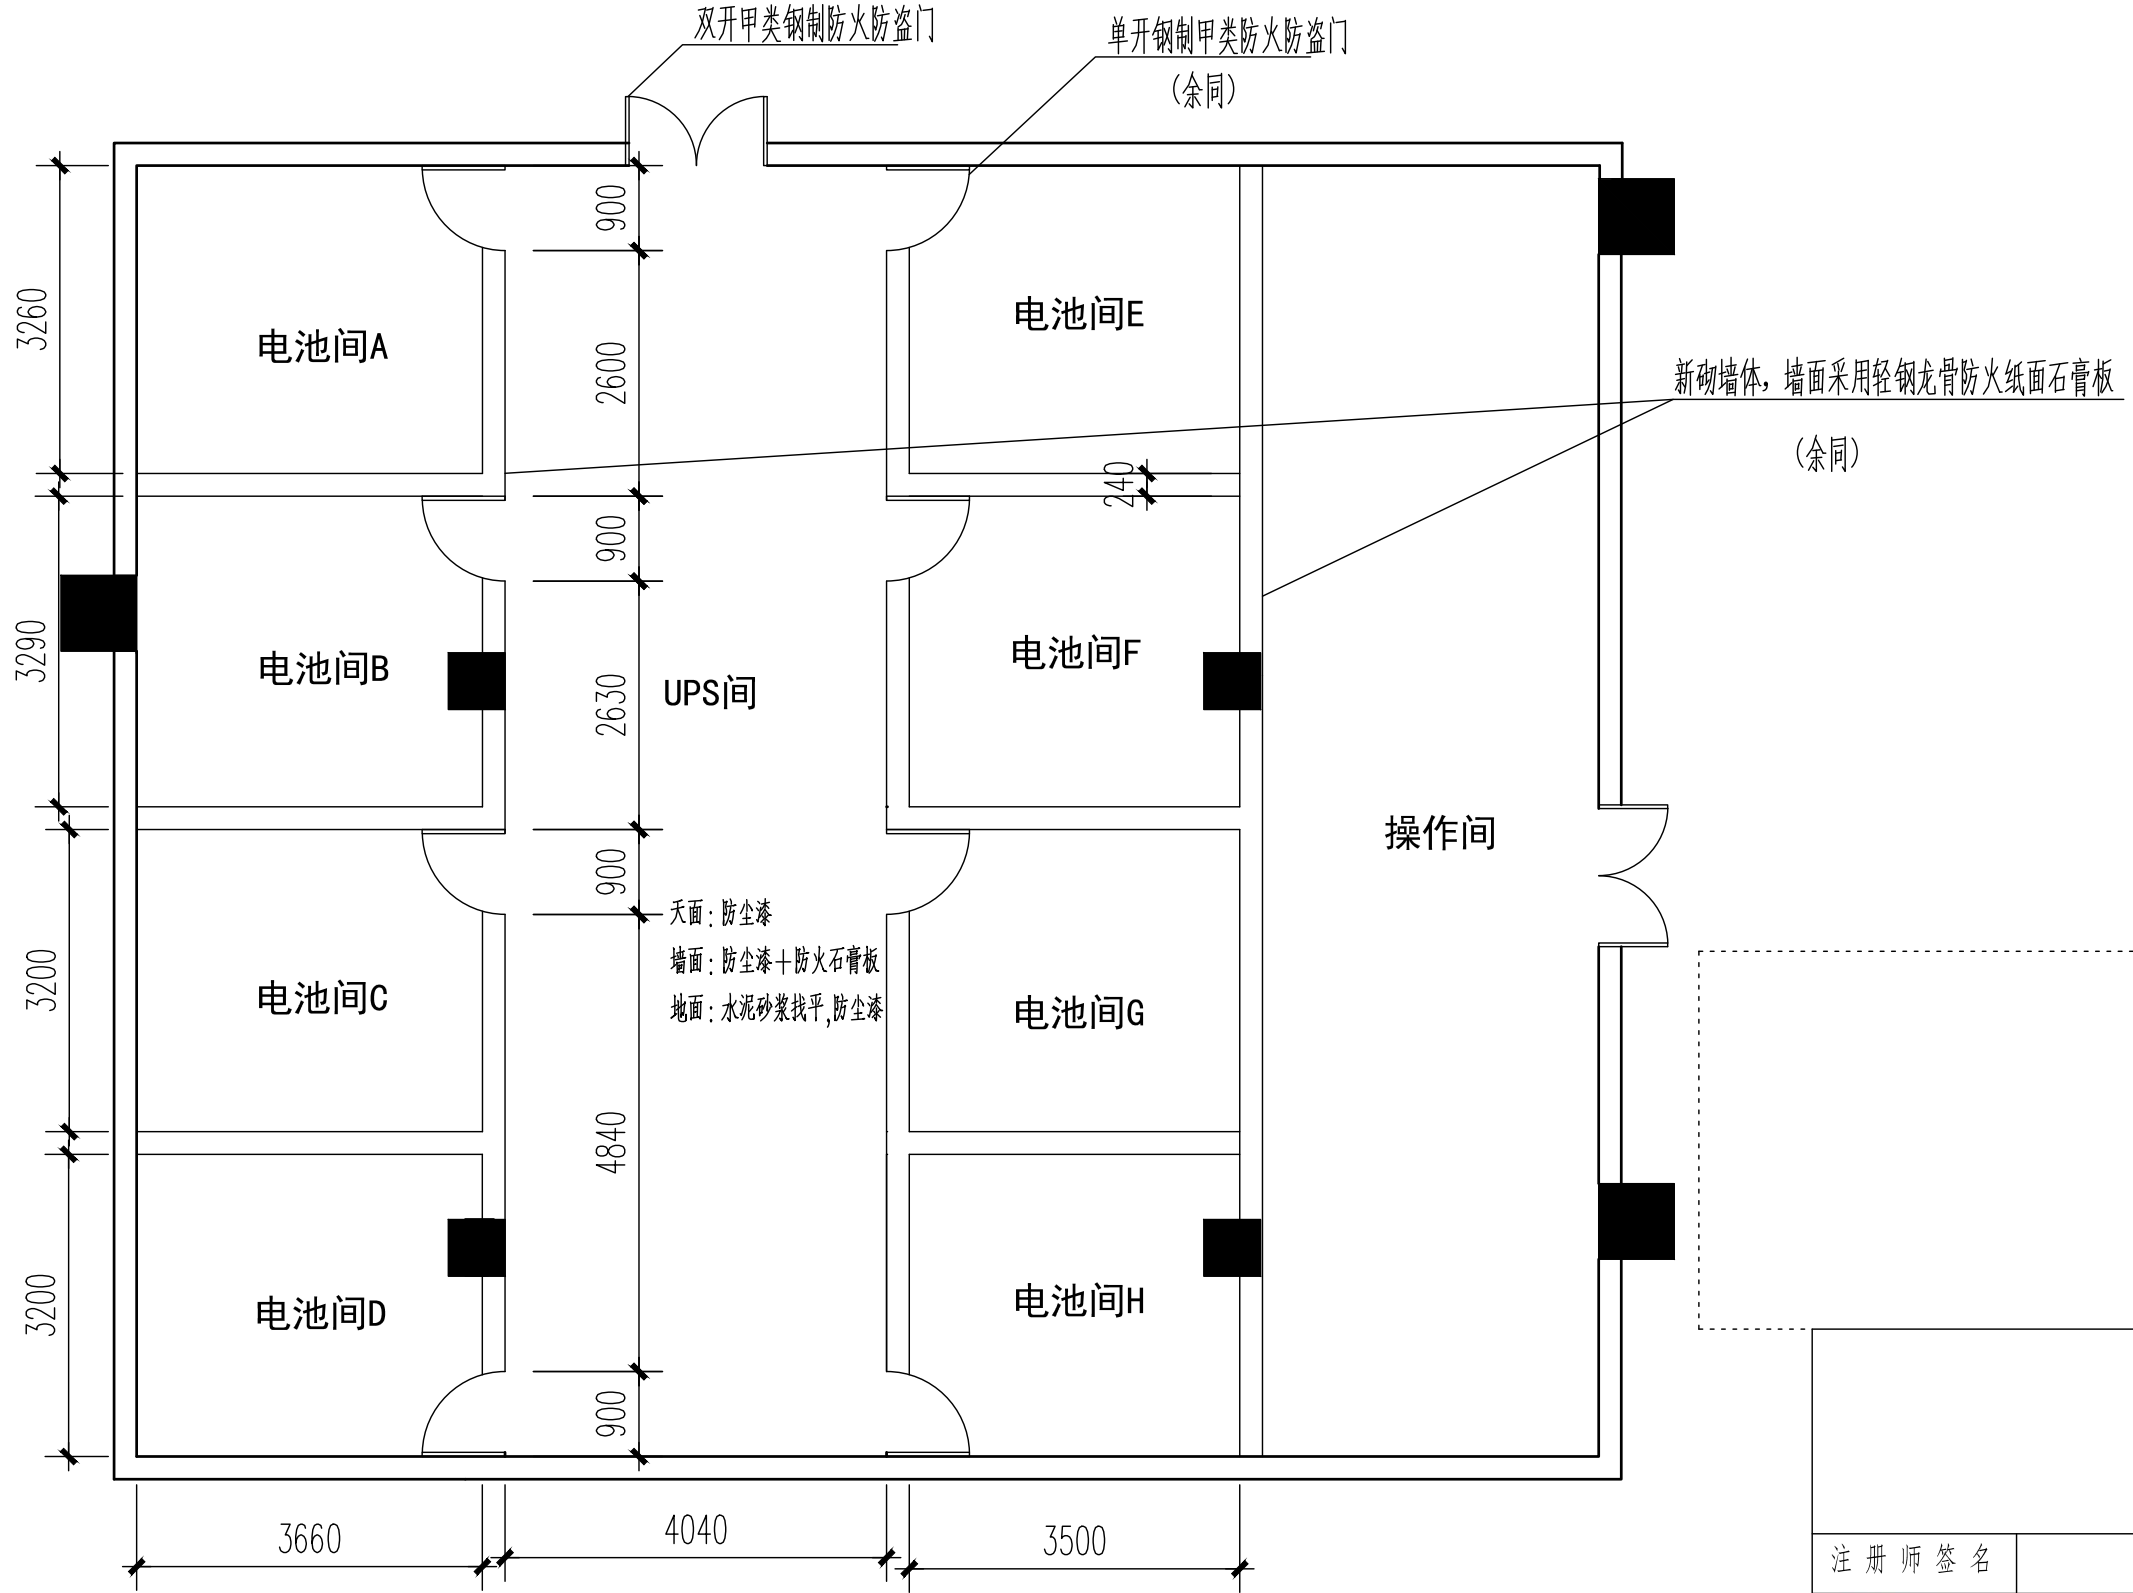 双开甲类钢制防火防盗门
单开钢制甲类防火防盗门
(余同)
900
3260
电池间A
2600
电池间E
新砌墙体，墙面采用轻钢龙骨防火纸面石膏板
(余同)
240
900
3290
电池间B
2630
UPS间
电池间F
操作间
900
天面：防尘漆
墙面：防尘漆＋防火石膏板
地面：水泥砂浆找平,防尘漆
3200
电池间C
电池间G
4840
3200
电池间D
电池间H
900
3660
4040
3500
注册师签名